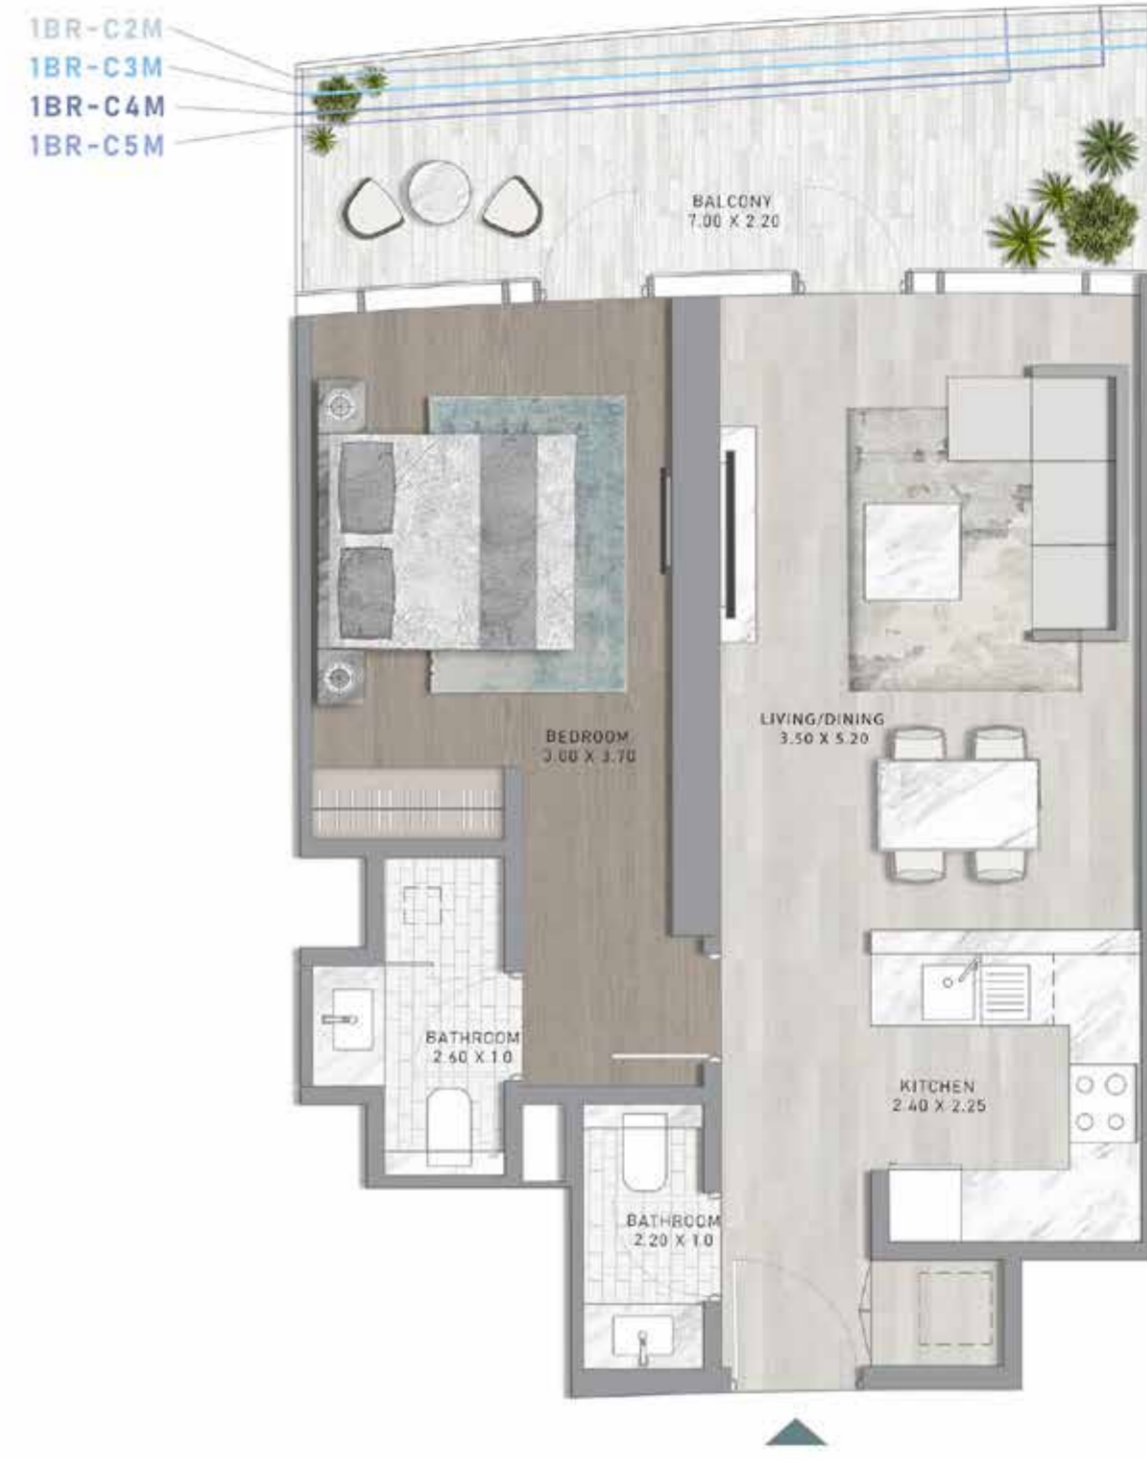 1BR-C2M
1BR-C3M
1BR-C4M
1BR-C5M
BALCONY
7.00 X 2.20
BEDROOM
3.00 X 3.70
LIVING/DINING
3.50 X 5.20
BATHROOM
2.60 X 1.0
KITCHEN
2.40 X 2.25
BATHROOM
2.20 X 1.0